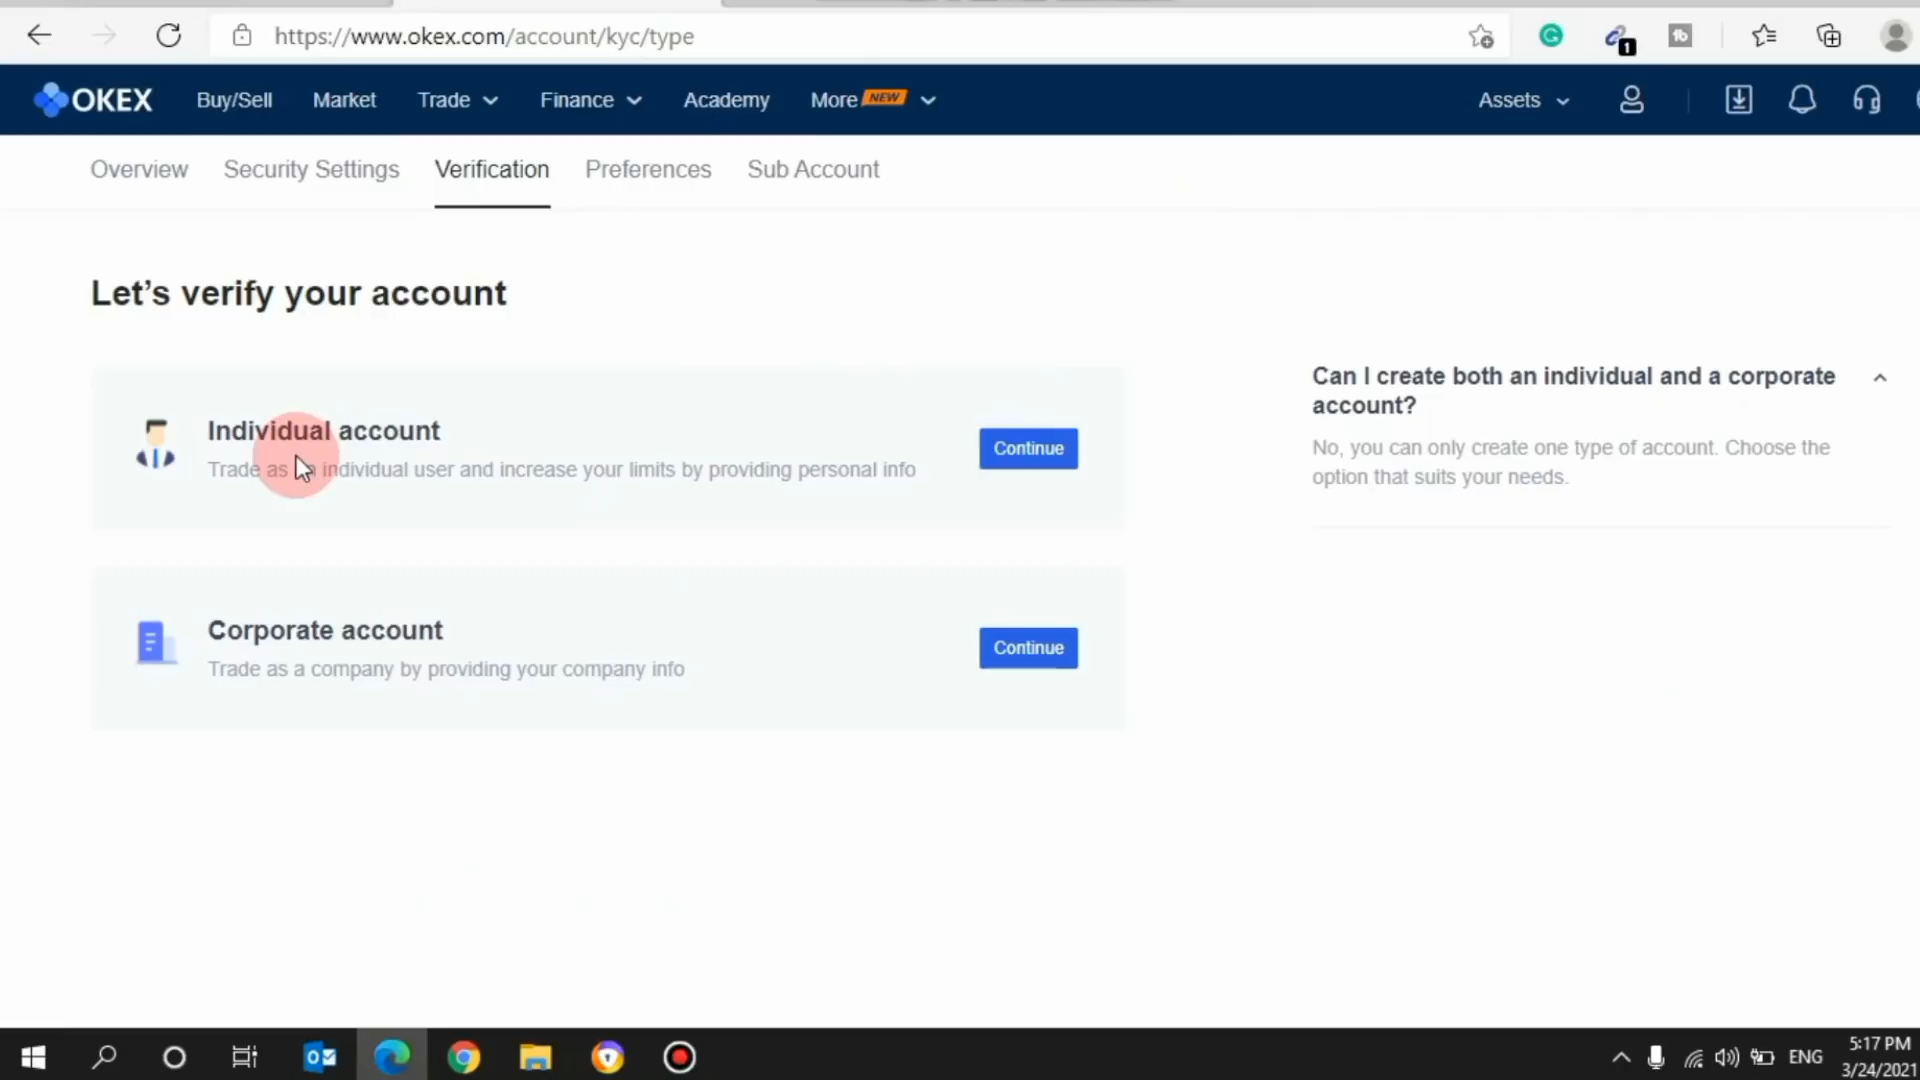 https://www.okex.com/account/kyc/type
1
tb
OKEX Buy/Sell Market Trade Finance Academy More NEW Assets
Overview Security Settings Verification Preferences Sub Account
Let's verify your account
Individual account
Trade as an individual user and increase your limits by providing personal info
Continue
Corporate account
Trade as a company by providing your company info
Continue
Can I create both an individual and a corporate
account?
No, you can only create one type of account. Choose the
option that suits your needs.
ENG
5:17 PM
3/24/2021